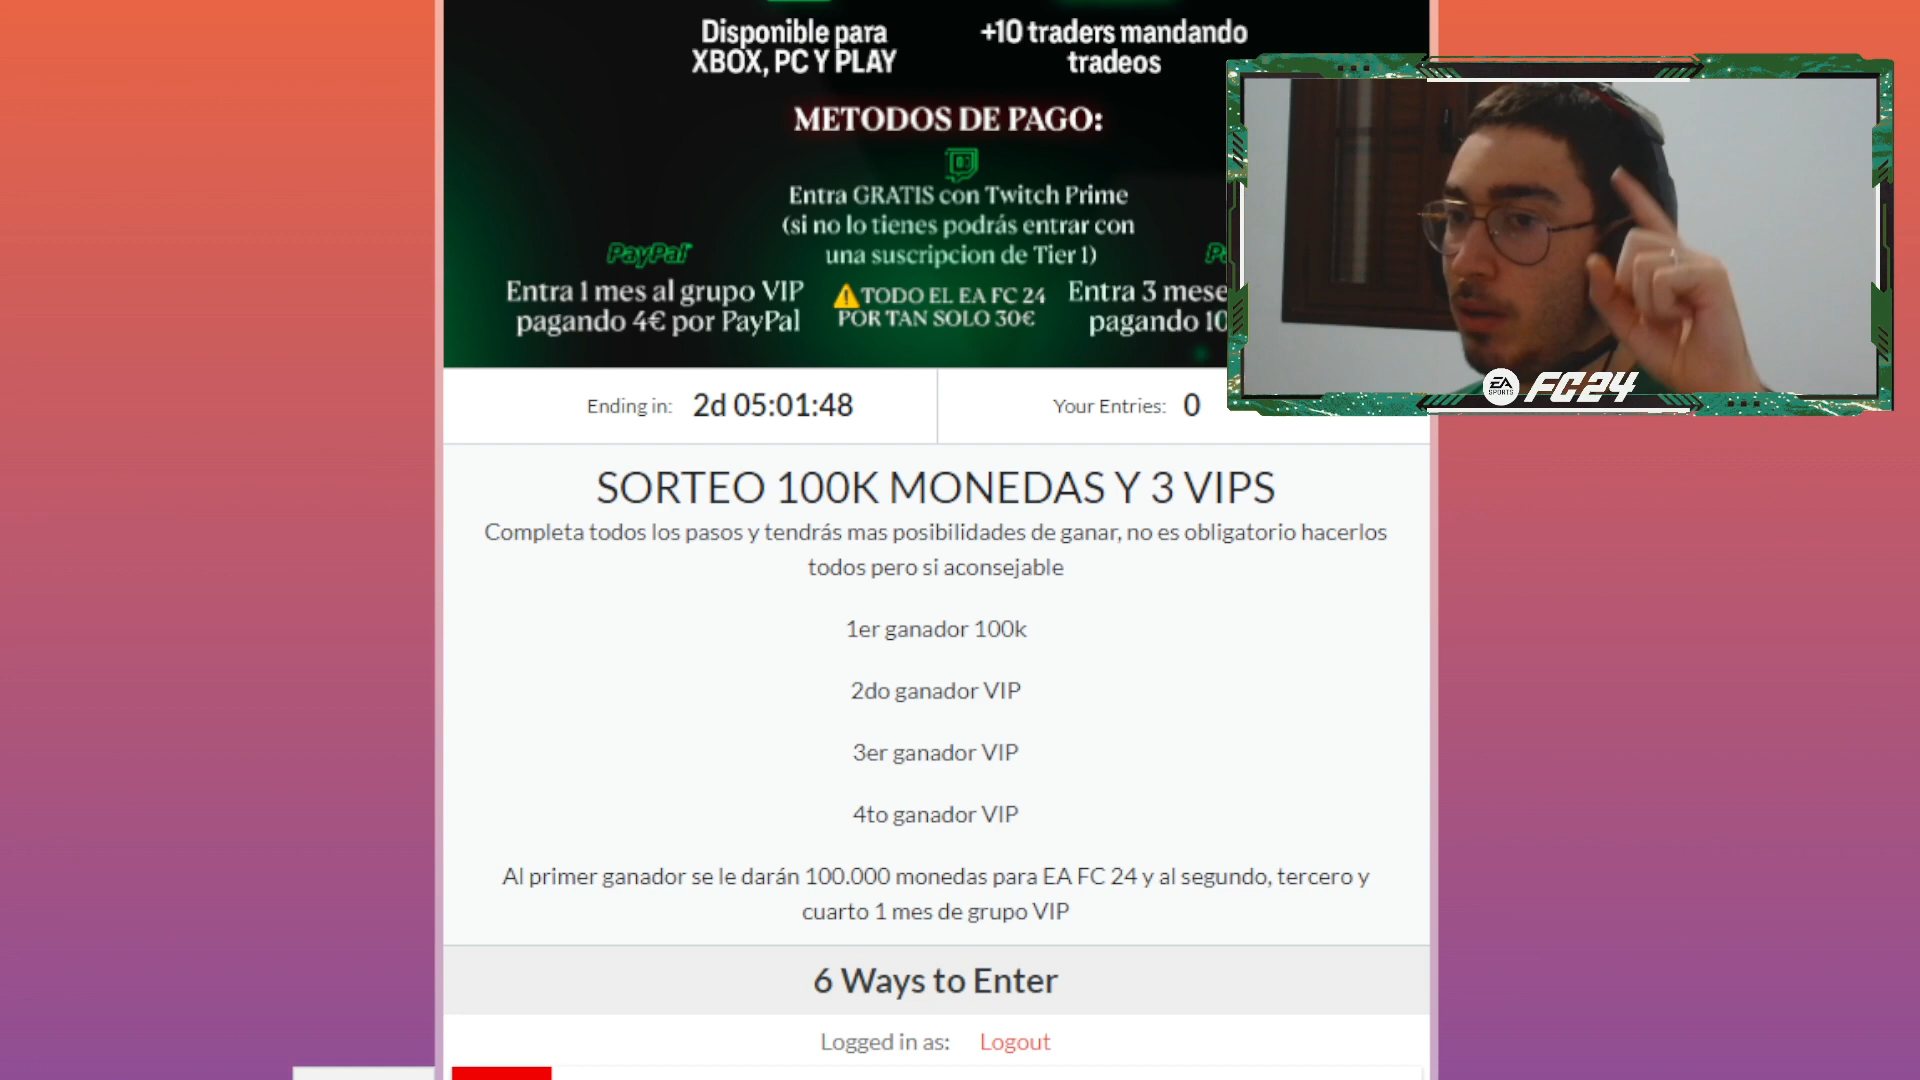 Disponible para
XBOX, PC Y PLAY
+10 traders mandando
tradeos
METODOS DE PAGO:
Entra GRATIS con Twitch Prime
(si no lo tienes podrás entrar con
una suscripcion de Tier 1)
PayPal
Entra 1 mes al grupo VIP
pagando 4€ por PayPal
⚠️TODO EL EA FC 24
POR TAN SOLO 30€
Entra 3 mese
pagando 10
EA SPORTS FC24
Ending in: 2d 05:01:48
Your Entries: 0
SORTEO 100K MONEDAS Y 3 VIPS
Completa todos los pasos y tendrás mas posibilidades de ganar, no es obligatorio hacerlos
todos pero si aconsejable
1er ganador 100k
2do ganador VIP
3er ganador VIP
4to ganador VIP
Al primer ganador se le darán 100.000 monedas para EA FC 24 y al segundo, tercero y
cuarto 1 mes de grupo VIP
6 Ways to Enter
Logged in as: Logout